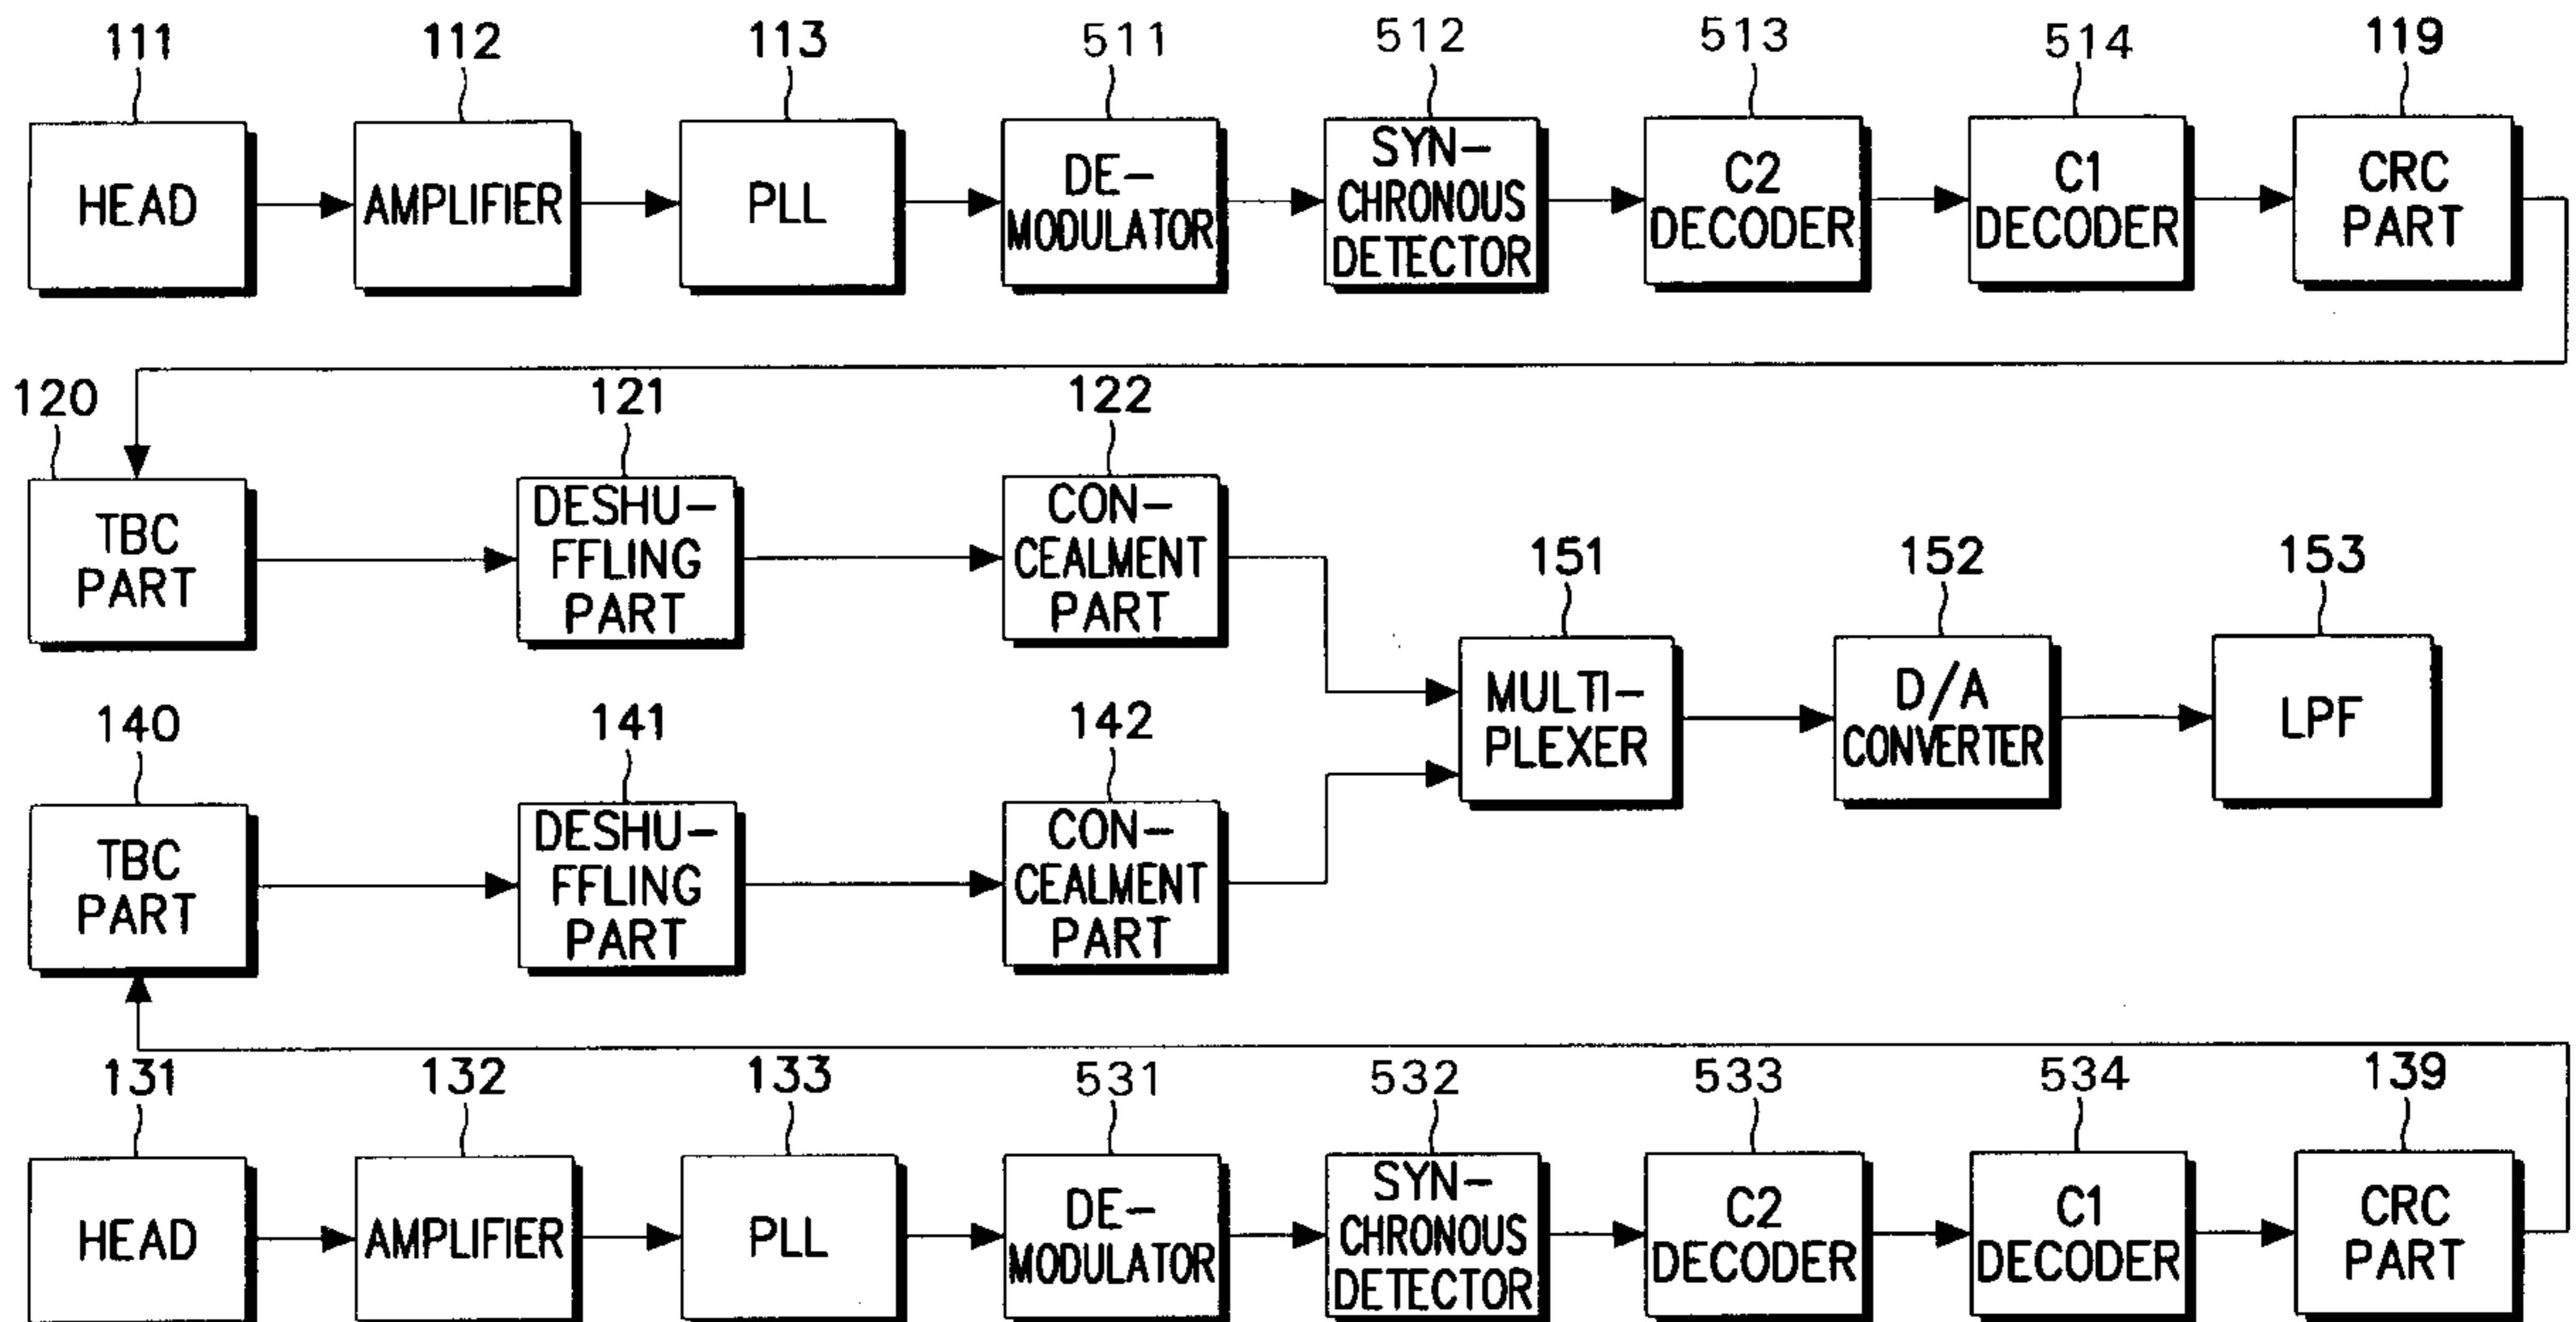 111 112 113 511 512 513 514 119
HEAD
AMPLIFIER
PLL
DE-
MODULATOR
SYN-
CHRONOUS
DETECTOR
C2
DECODER
C1
DECODER
CRC
PART
120 121 122
TBC
PART
DESHU-
FFLING
PART
CON-
CEALMENT
PART
151 152 153
MULTI-
PLEXER
D/A
CONVERTER
LPF
140 141 142
TBC
PART
DESHU-
FFLING
PART
CON-
CEALMENT
PART
131 132 133 531 532 533 534 139
HEAD
AMPLIFIER
PLL
DE-
MODULATOR
SYN-
CHRONOUS
DETECTOR
C2
DECODER
C1
DECODER
CRC
PART